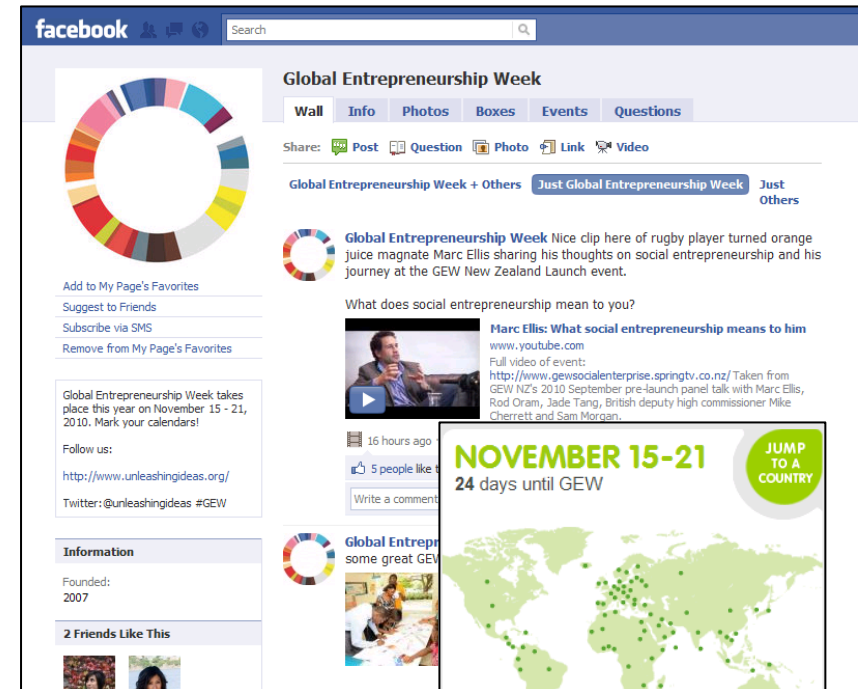 facebook
Search
Global Entrepreneurship Week
Wall Info Photos Boxes Events Questions
Share: Post Question Photo Link Video
Global Entrepreneurship Week + Others Just Global Entrepreneurship Week Just
Others
Global Entrepreneurship Week Nice clip here of rugby player turned orange
juice magnate Marc Ellis sharing his thoughts on social entrepreneurship and his
journey at the GEW New Zealand Launch event.
What does social entrepreneurship mean to you?
Marc Ellis: What social entrepreneurship means to him
www.youtube.com
Full video of event:
http://www.gewsocialenterprise.springtv.co.nz/ Taken from
GEW NZ's 2010 September pre-launch panel talk with Marc Ellis,
Rod Oram, Jade Tang, British deputy high commissioner Mike
Cherrett and Sam Morgan.
16 hours ago
5 people like
Write a comment
Global
some great
Add to My Page's Favorites
Suggest to Friends
Subscribe via SMS
Remove from My Page's Favorites
Global Entrepreneurship Week takes
place this year on November 15 - 21,
2010. Mark your calendars!
Follow us:
http://www.unleashingideas.org/
Twitter:@unleashingideas #GEW
Information
Founded:
2007
2 Friends Like This
NOVEMBER 15-21
24 days until GEW
JUMP
TO A
COUNTRY